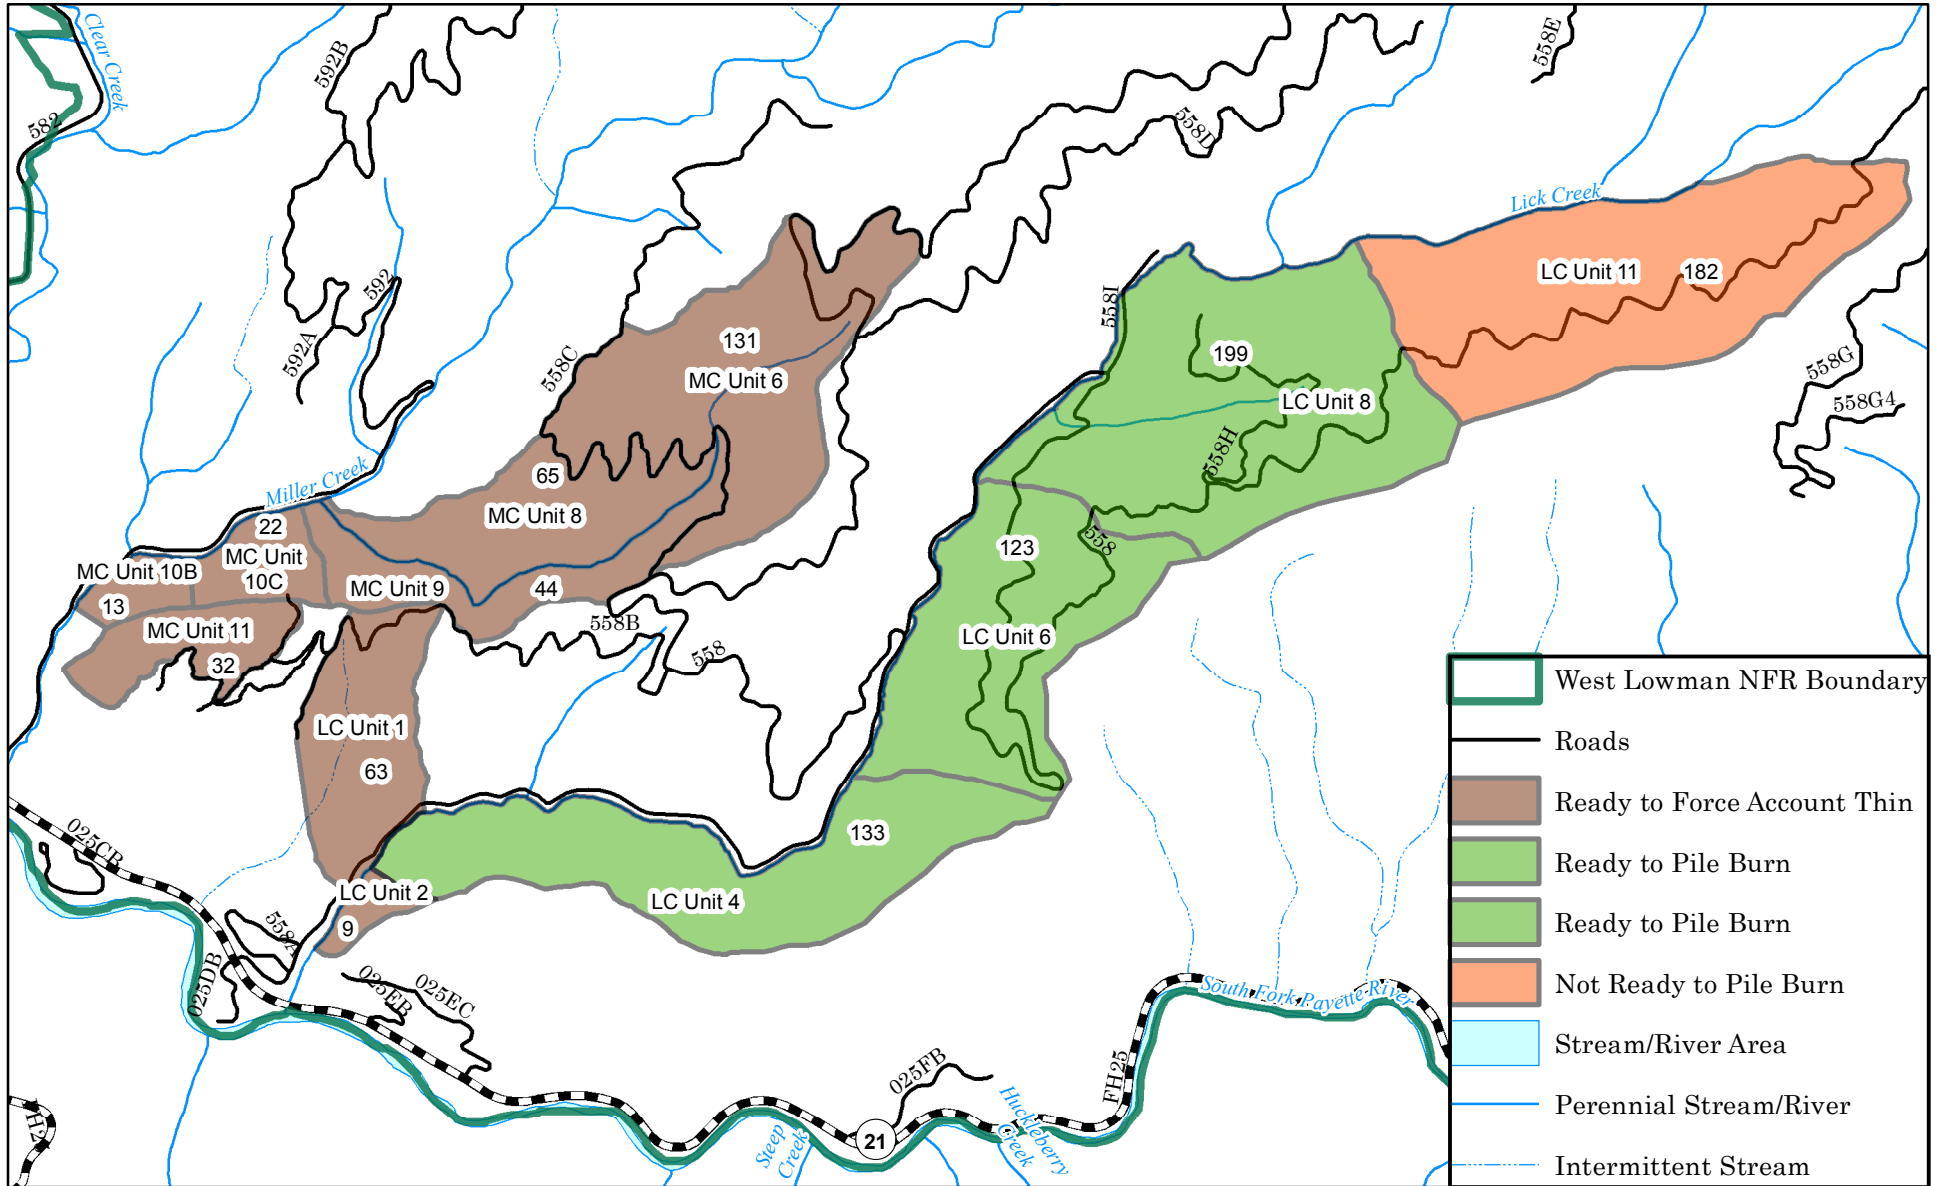 Clear Creek
592B
558E
582
558D
Lick Creek
592
LC Unit 11
182
558I
592A
131
558C
199
558G
MC Unit 6
LC Unit 8
558G4
558H
65
Miller Creek
MC Unit 8
22
MC Unit
10C
558
123
MC Unit 10B
MC Unit 9
44
13
558B
MC Unit 11
LC Unit 6
32
558
LC Unit 1
63
133
025CB
LC Unit 2
LC Unit 4
9
558A
025DB
025EB
025EC
South Fork Payette River
025FB
FH25
Huckleberry
Creek
Steep
Creek
21
West Lowman NFR Boundary
Roads
Ready to Force Account Thin
Ready to Pile Burn
Ready to Pile Burn
Not Ready to Pile Burn
Stream/River Area
Perennial Stream/River
Intermittent Stream